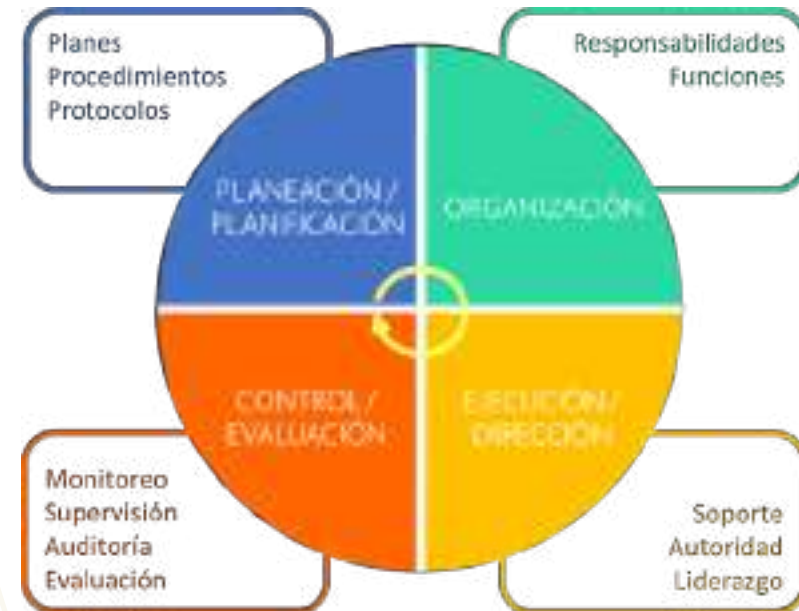 Planes
Procedimientos
Protocolos
Responsabilidades
Funciones
PLANEACIÓN /
PLANIFICACIÓN
ORGANIZACIÓN
CONTROL /
EVALUACIÓN
EJECUCIÓN /
DIRECCIÓN
Monitoreo
Supervisión
Auditoría
Evaluación
Soporte
Autoridad
Liderazgo